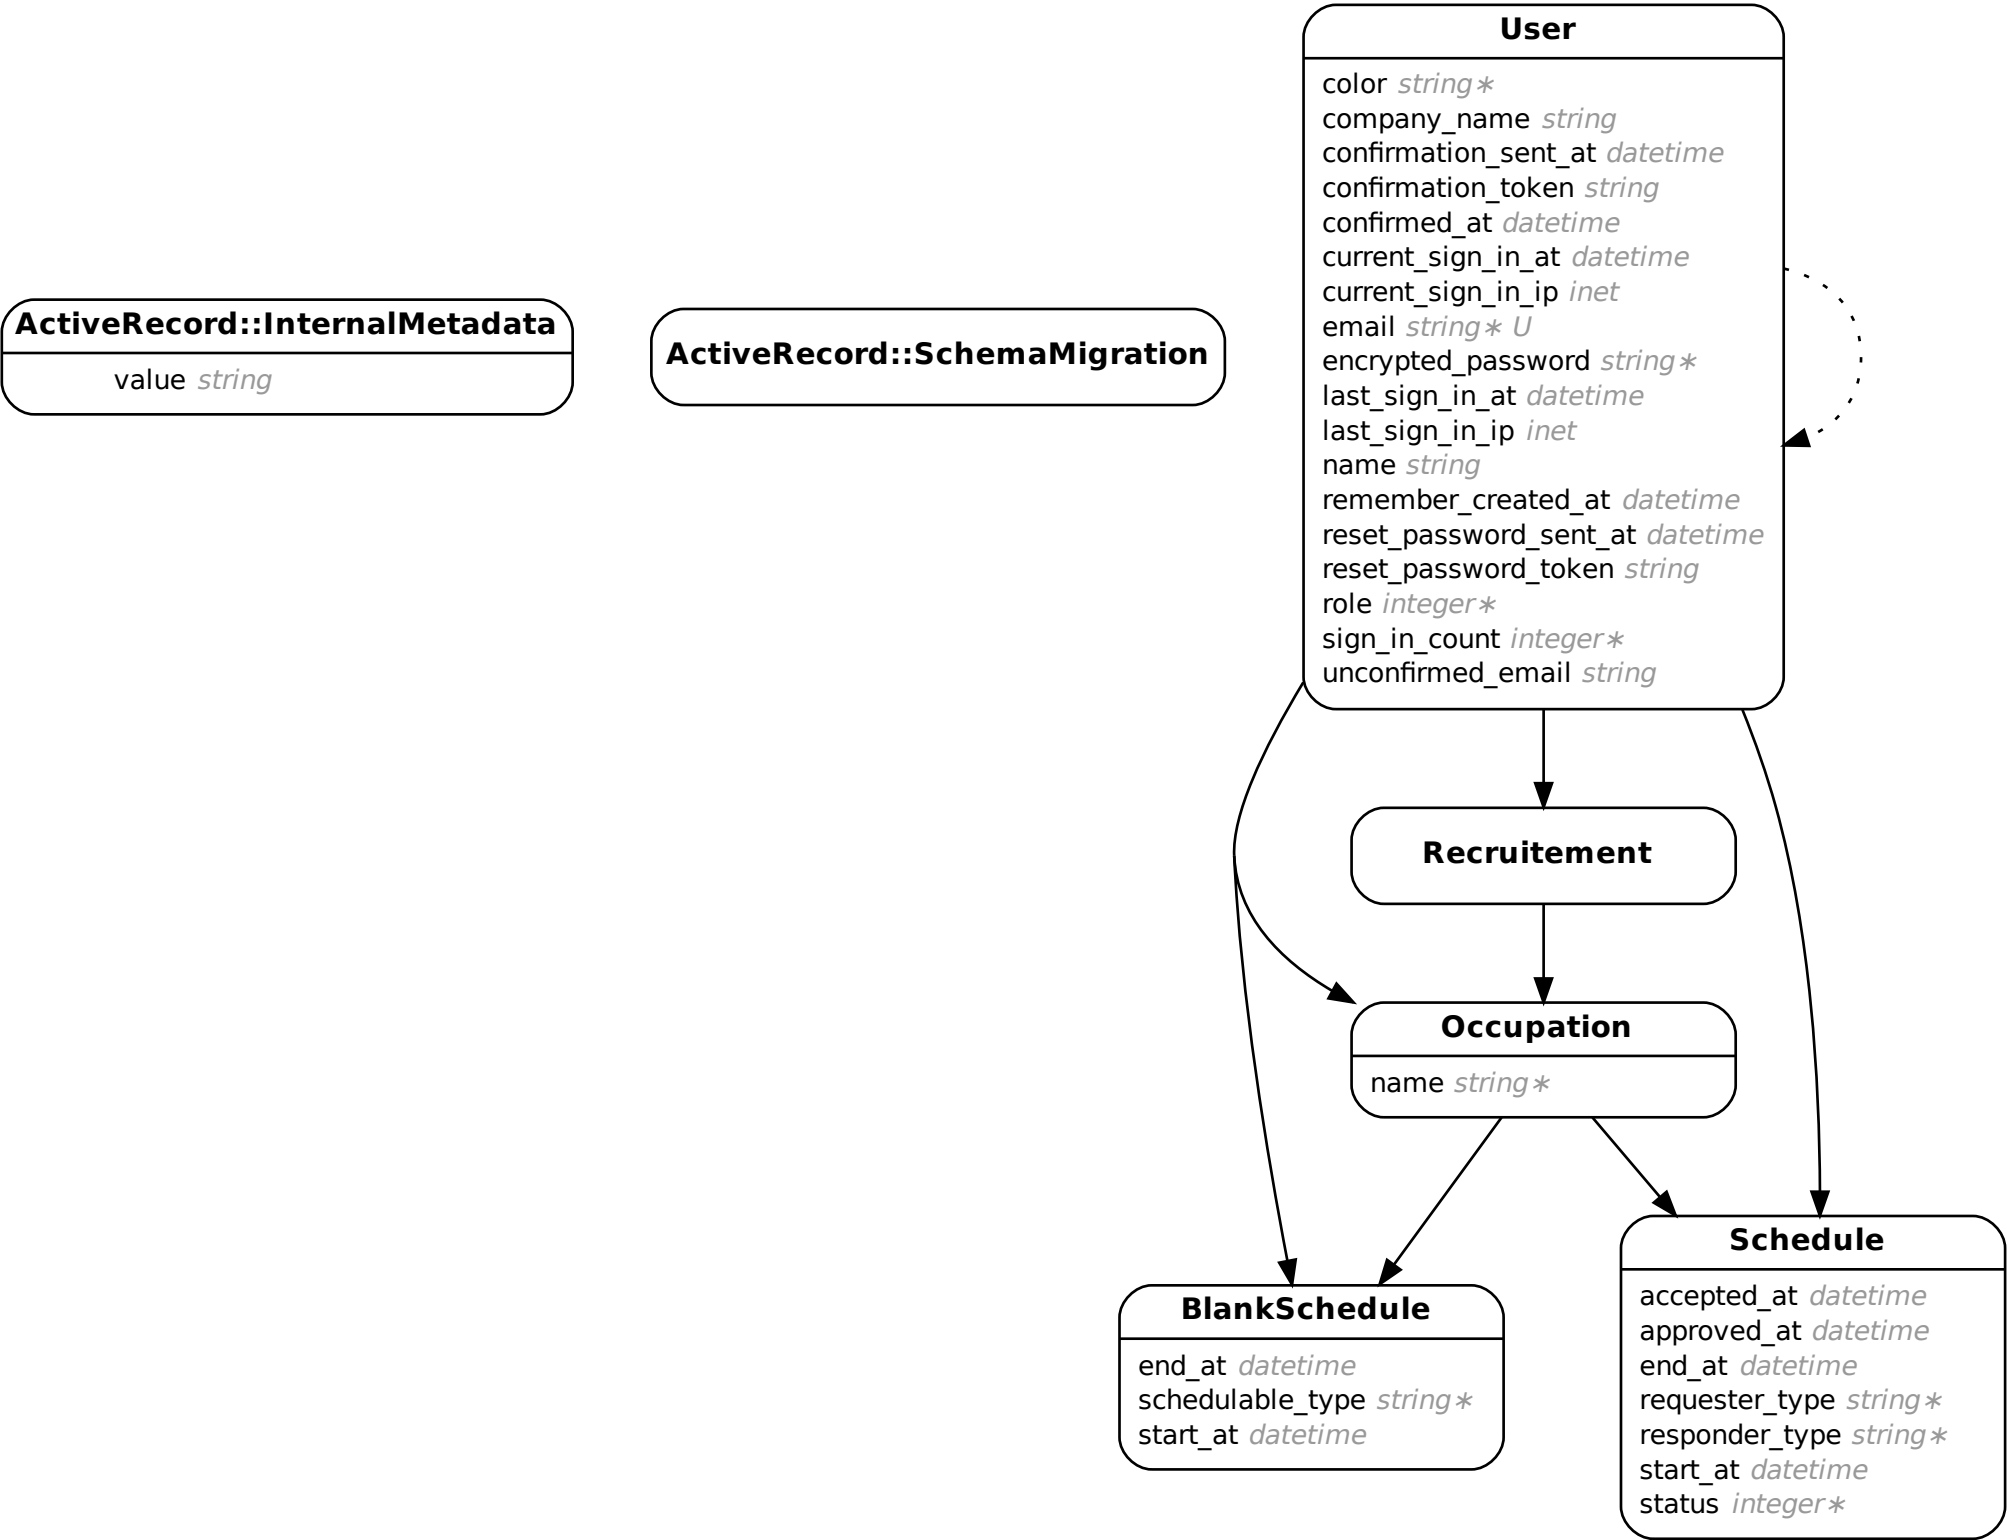 User
color string∗
company_name string
confirmation_sent_at datetime
confirmation_token string
confirmed_at datetime
current_sign_in_at datetime
current_sign_in_ip inet
email string∗ U
encrypted_password string∗
last_sign_in_at datetime
last_sign_in_ip inet
name string
remember_created_at datetime
reset_password_sent_at datetime
reset_password_token string
role integer∗
sign_in_count integer∗
unconfirmed_email string
ActiveRecord::InternalMetadata
value string
ActiveRecord::SchemaMigration
Recruitement
Occupation
name string∗
BlankSchedule
end_at datetime
schedulable_type string∗
start_at datetime
Schedule
accepted_at datetime
approved_at datetime
end_at datetime
requester_type string∗
responder_type string∗
start_at datetime
status integer∗